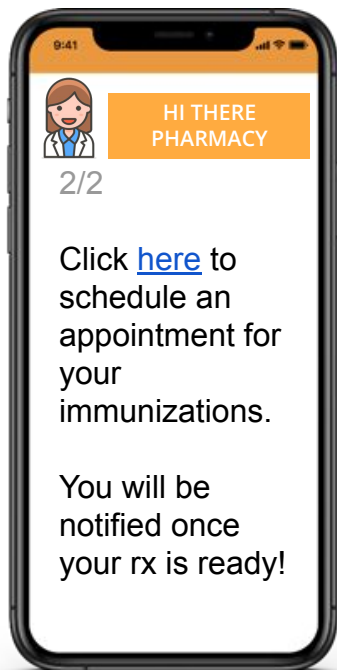 9:41
HI THERE
PHARMACY
2/2
Click here to
schedule an
appointment for
your
immunizations.
You will be
notified once
your rx is ready!